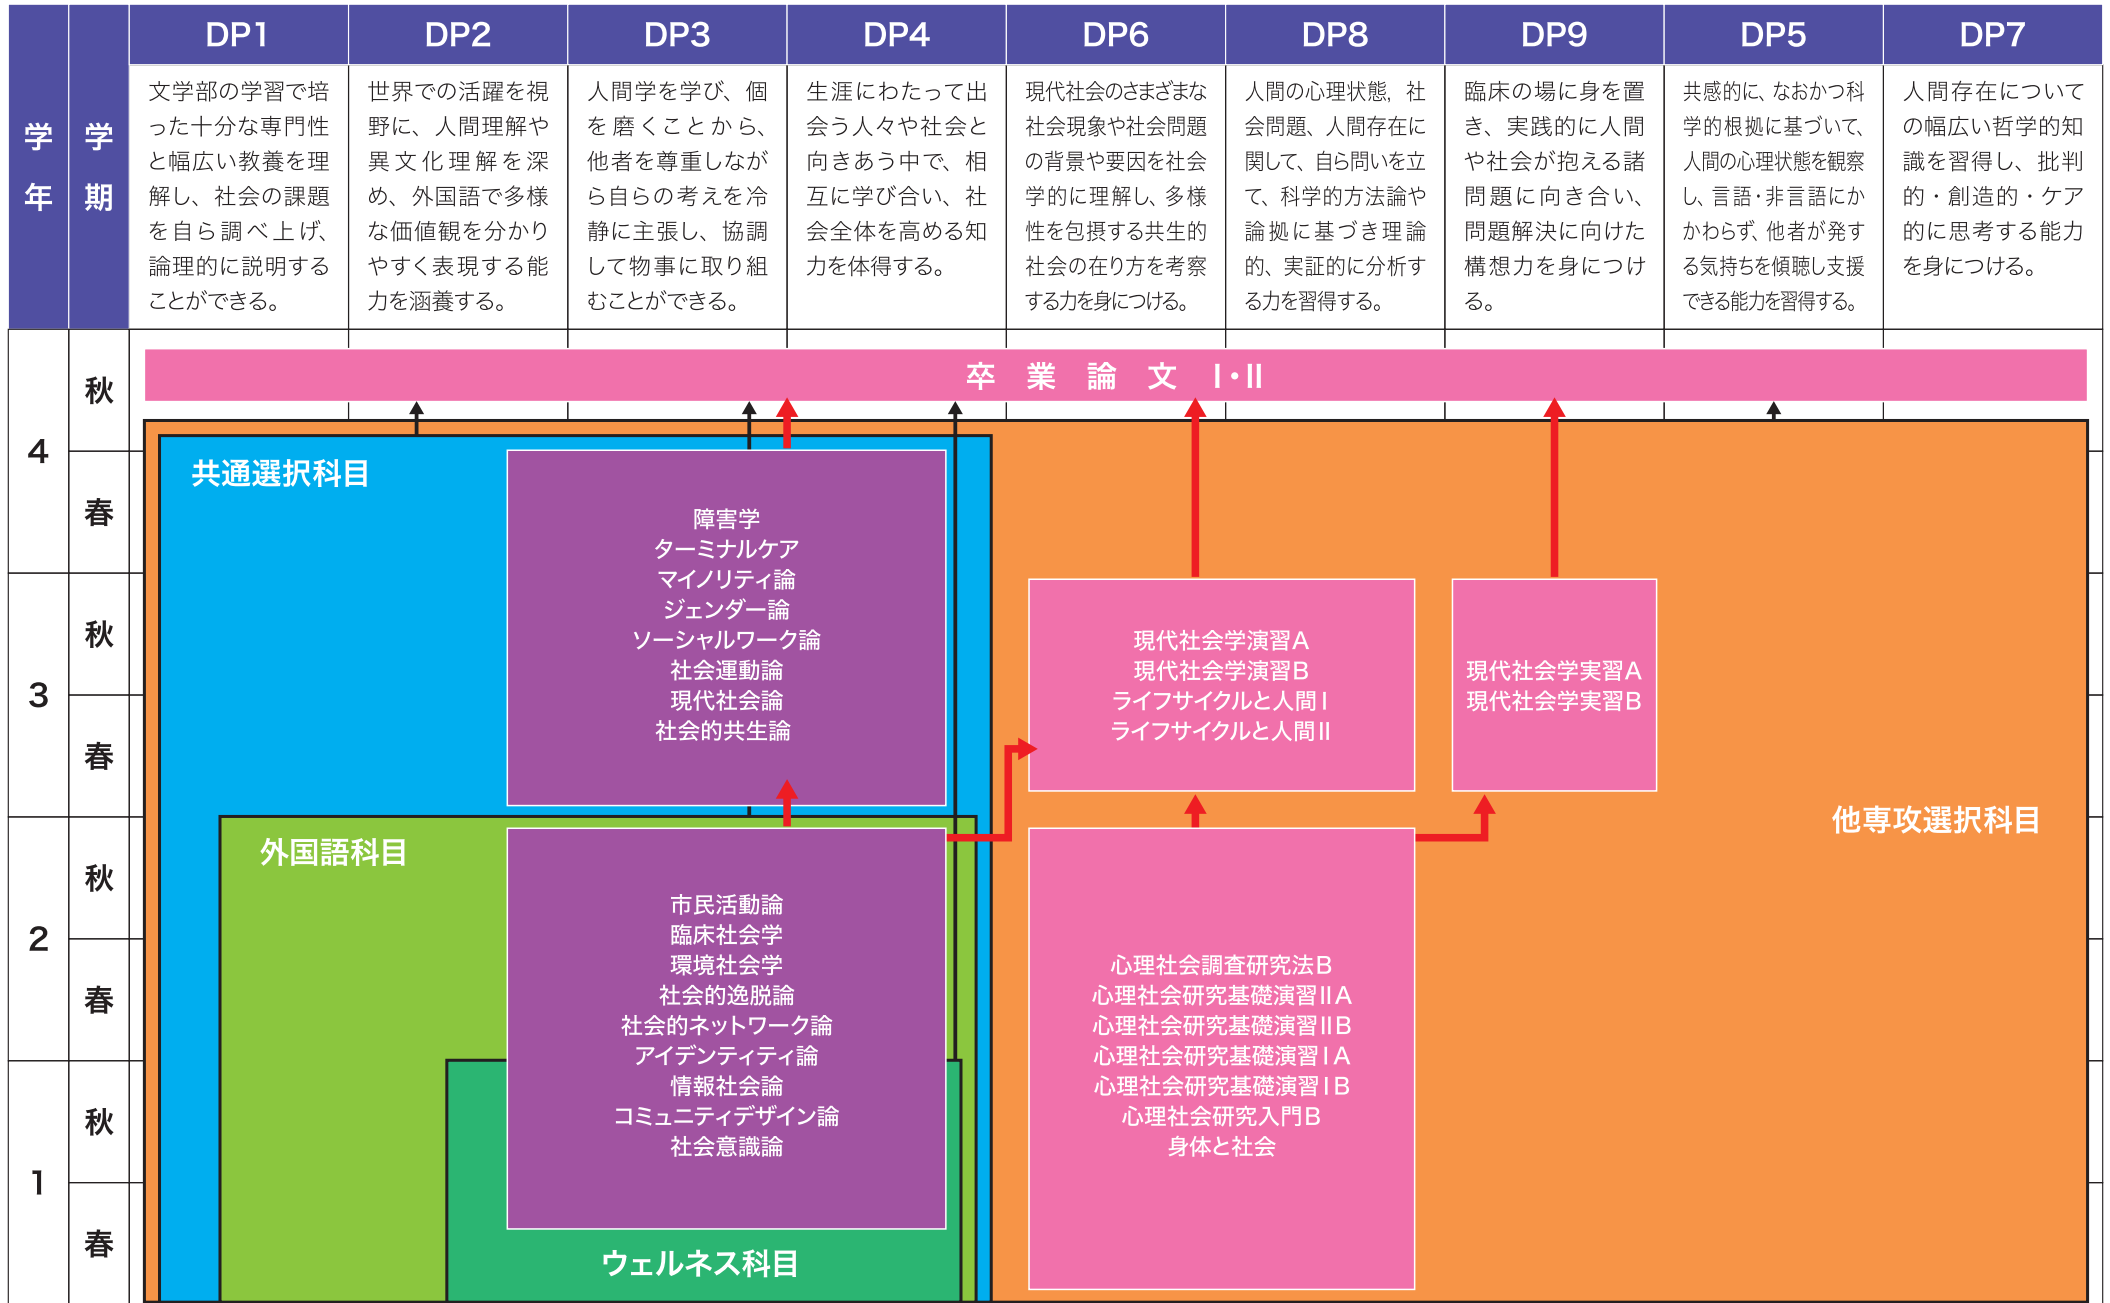 学年
学期
DP1
DP2
DP3
DP4
DP6
DP8
DP9
DP5
DP7
文学部の学習で培
った十分な専門性
と幅広い教養を理
解し、社会の課題
を自ら調べ上げ、
論理的に説明する
ことができる。
世界での活躍を視
野に、人間理解や
異文化理解を深
め、外国語で多様
な価値観を分かり
やすく表現する能
力を涵養する。
人間学を学び、個
を磨くことから、
他者を尊重しなが
ら自らの考えを冷
静に主張し、協調
して物事に取り組
むことができる。
生涯にわたって出
会う人々や社会と
向きあう中で、相
互に学び合い、社
会全体を高める知
力を体得する。
現代社会のさまざまな
社会現象や社会問題
の背景や要因を社会
学的に理解し、多様
性を包摂する共生的
社会の在り方を考察
する力を身につける。
人間の心理状態，社
会問題、人間存在に
関して、自ら問いを立
て、科学的方法論や
論拠に基づき理論
的、実証的に分析す
る力を習得する。
臨床の場に身を置
き、実践的に人間
や社会が抱える諸
問題に向き合い、
問題解決に向けた
構想力を身につけ
る。
共感的に、なおかつ科
学的根拠に基づいて、
人間の心理状態を観察
し、言語・非言語にか
かわらず、他者が発す
る気持ちを傾聴し支援
できる能力を習得する。
人間存在について
の幅広い哲学的知
識を習得し、批判
的・創造的・ケア
的に思考する能力
を身につける。
4
秋
春
3
秋
春
2
秋
春
1
秋
春
卒業論文 I・II
共通選択科目
障害学
ターミナルケア
マイノリティ論
ジェンダー論
ソーシャルワーク論
社会運動論
現代社会論
社会的共生論
現代社会学演習A
現代社会学演習B
ライフサイクルと人間I
ライフサイクルと人間II
現代社会学実習A
現代社会学実習B
他専攻選択科目
外国語科目
市民活動論
臨床社会学
環境社会学
社会的逸脱論
社会的ネットワーク論
アイデンティティ論
情報社会論
コミュニティデザイン論
社会意識論
心理社会調査研究法B
心理社会研究基礎演習IIA
心理社会研究基礎演習IIB
心理社会研究基礎演習IA
心理社会研究基礎演習IB
心理社会研究入門B
身体と社会
ウェルネス科目